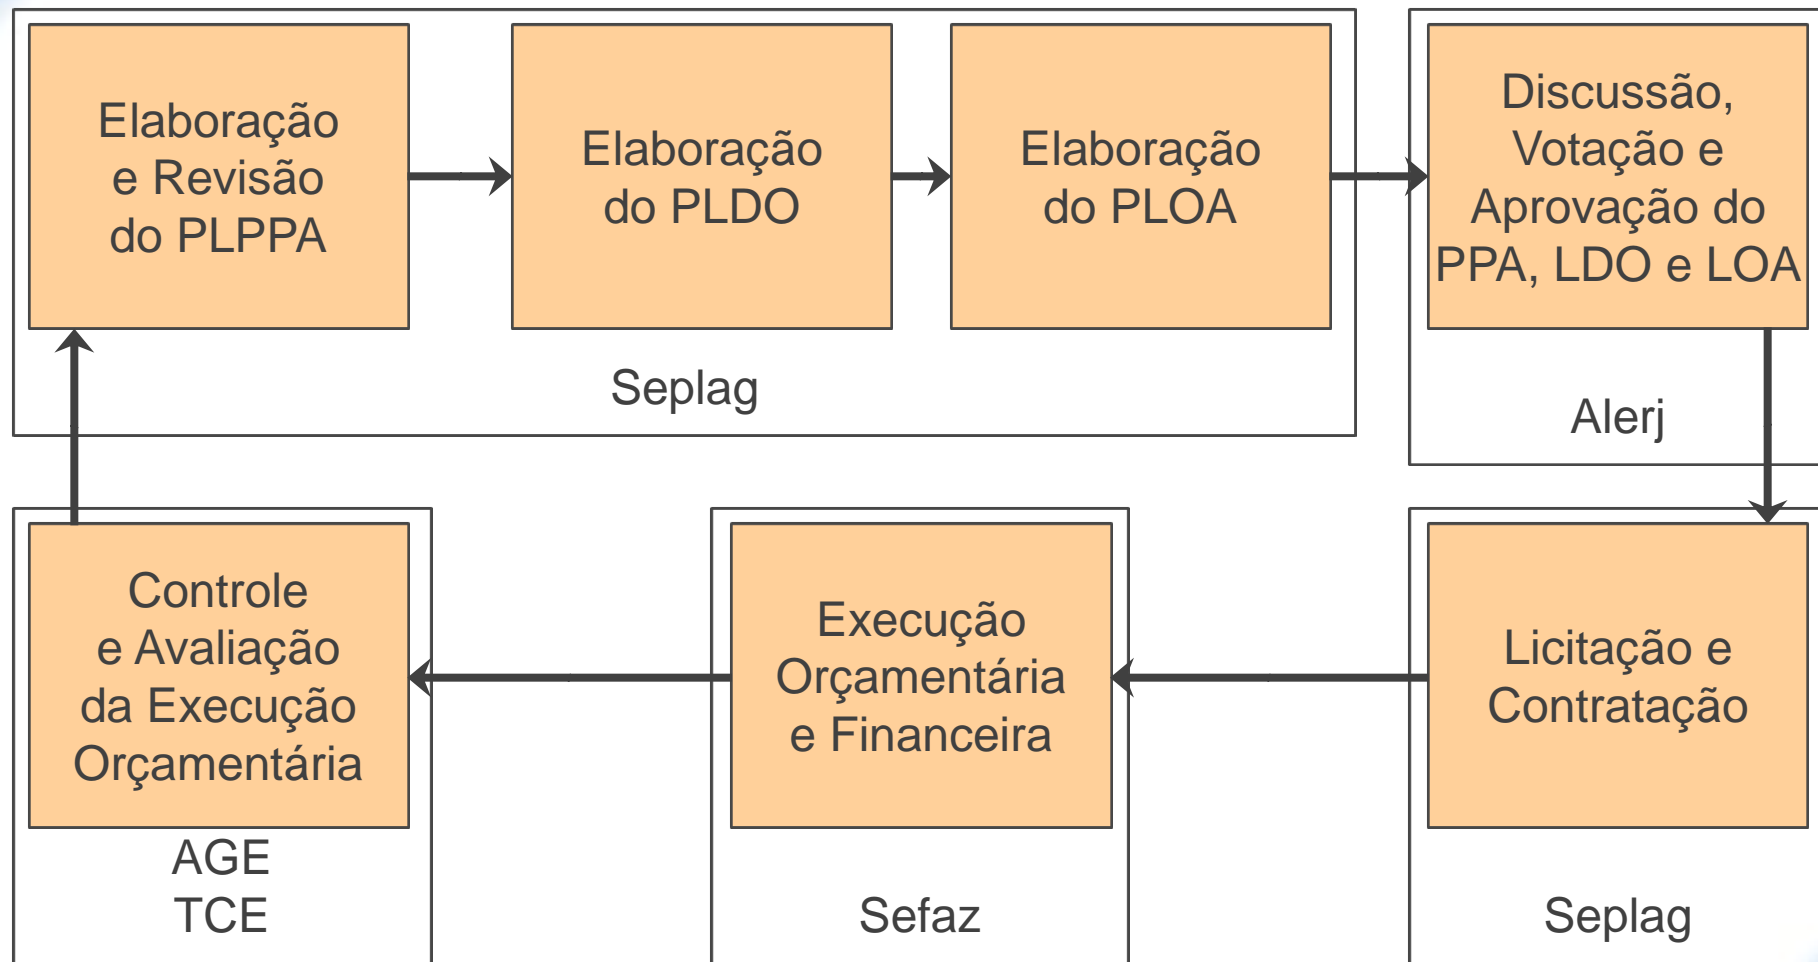 Elaboração
e Revisão
do PLPPA
Elaboração
do PLDO
Elaboração
do PLOA
Seplag
Discussão,
Votação e
Aprovação do
PPA, LDO e LOA
Alerj
Licitação e
Contratação
Seplag
Execução
Orçamentária
e Financeira
Sefaz
Controle
e Avaliação
da Execução
Orçamentária
AGE
TCE